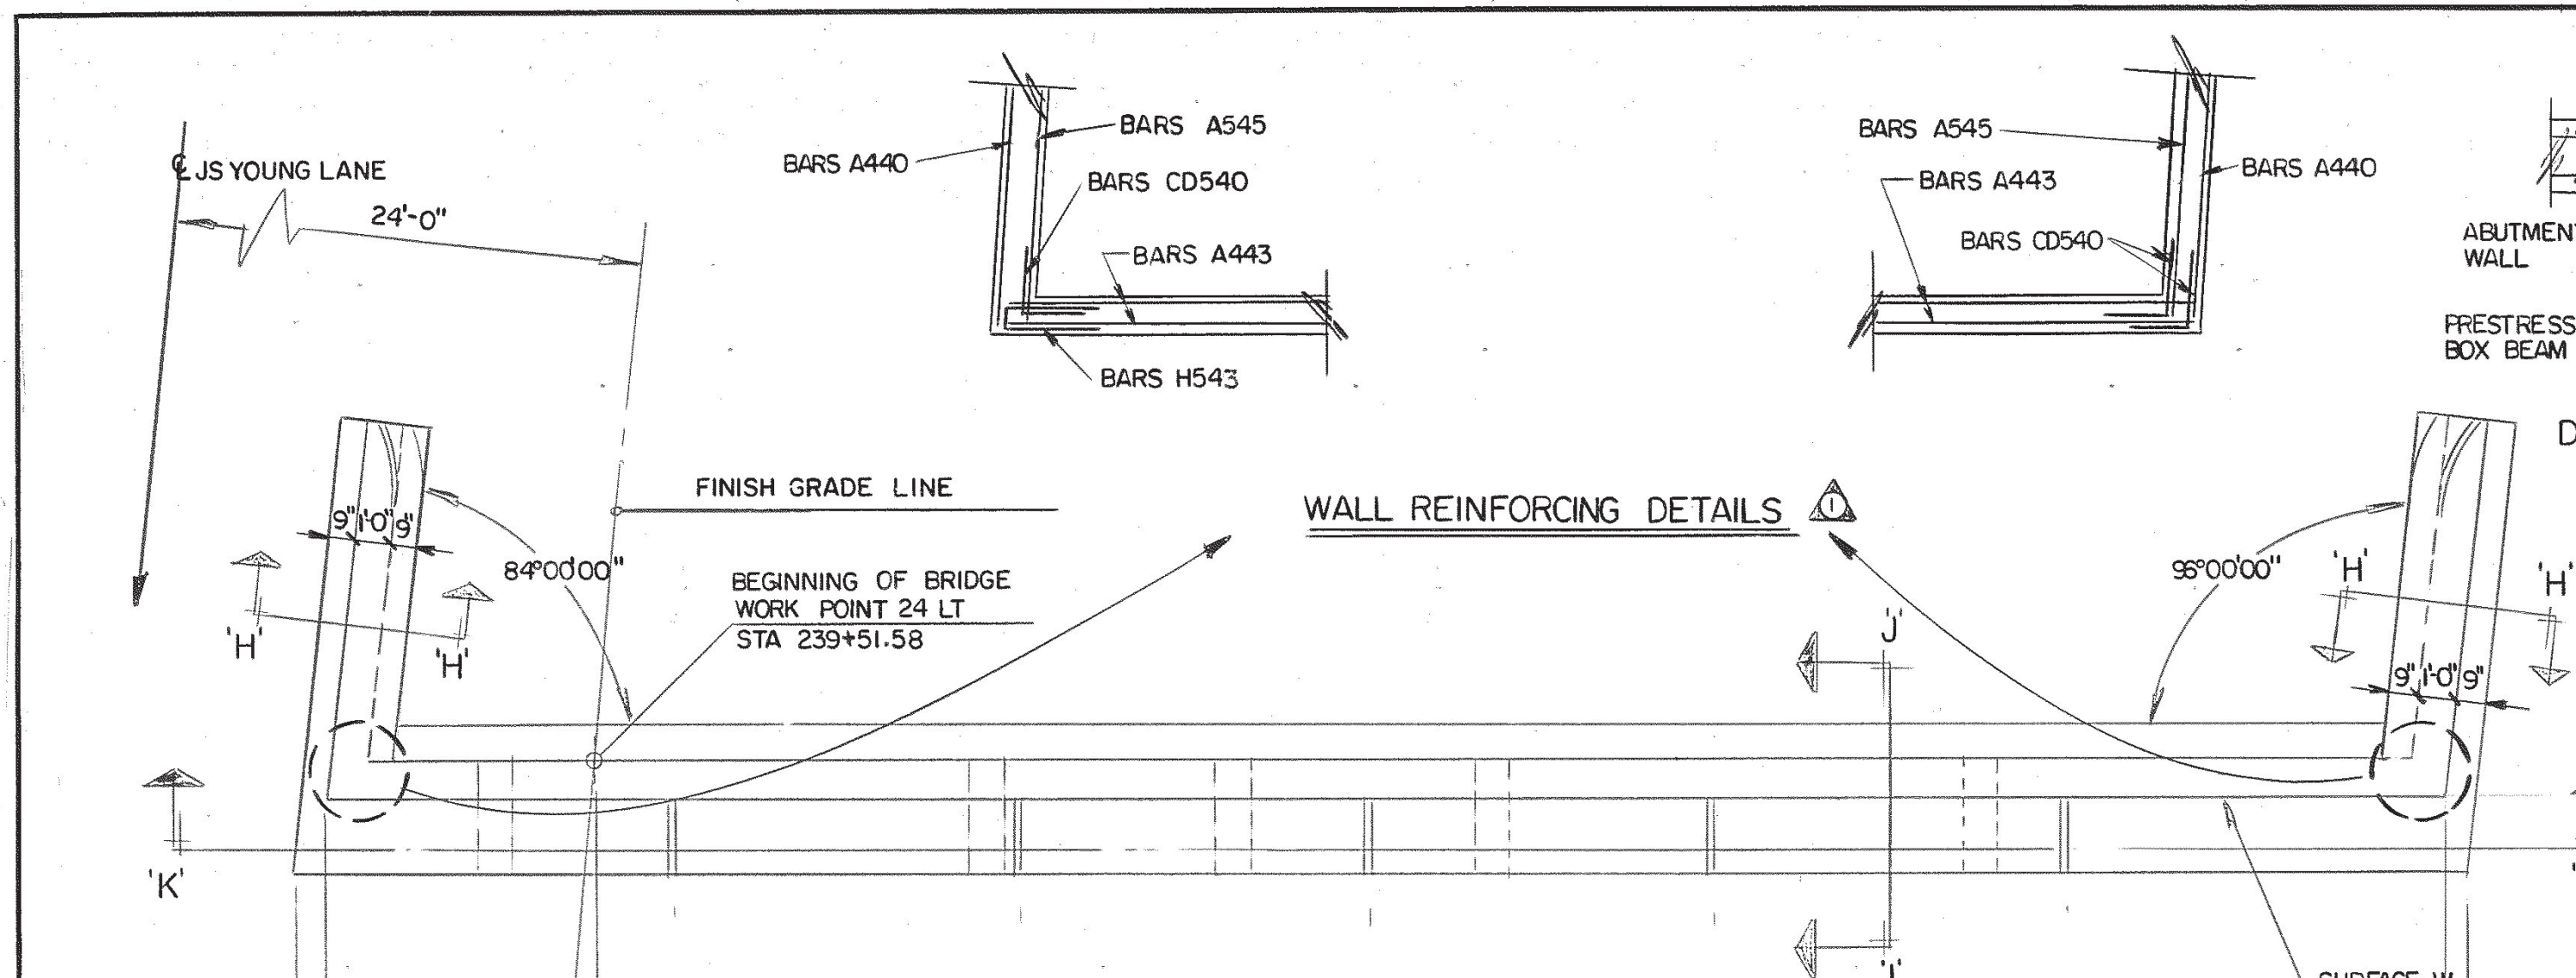 BARS A545
BARS A440
BARS CD540
BARS A443
BARS H543
BARS A545
BARS A440
BARS A443
BARS CD540
ABUTMENT
WALL
PRESTRESS
BOX BEAM
D
℄ JS YOUNG LANE
24'-0"
FINISH GRADE LINE
WALL REINFORCING DETAILS 1
9" 1'-0" 9"
84°00'00"
BEGINNING OF BRIDGE
WORK POINT 24 LT
STA 239+51.58
96°00'00"
'H'
'H'
'H'
'H'
9" 1'-0" 9"
'J'
'K'
'J'
SURFACE W